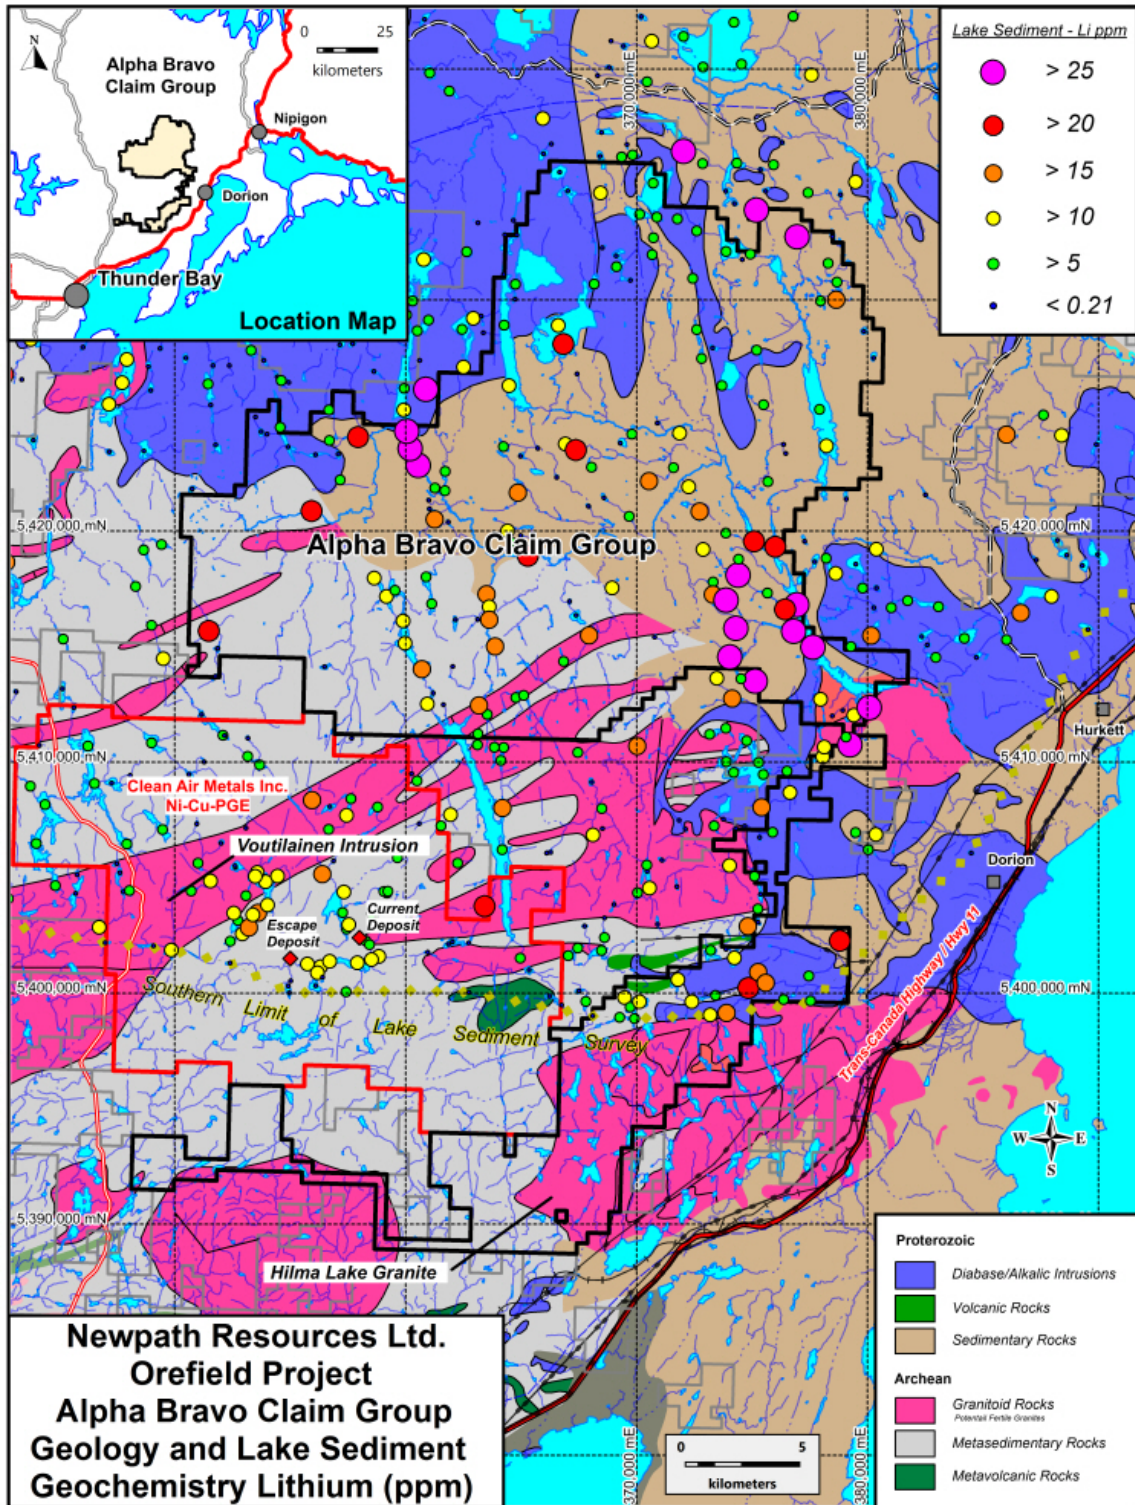 N
0 25
kilometers
Alpha Bravo
Claim Group
Nipigon
Dorion
Thunder Bay
Location Map
370,000 mE
380,000 mE
Lake Sediment - Li ppm
> 25
> 20
> 15
> 10
> 5
< 0.21
5,420,000 mN
5,420,000 mN
Alpha Bravo Claim Group
Hurkett
5,410,000 mN
5,410,000 mN
Clean Air Metals Inc.
Ni-Cu-PGE
Voutilainen Intrusion
Dorion
Escape
Deposit
Current
Deposit
5,400,000 mN
5,400,000 mN
Southern Limit of Lake Sediment Survey
Trans-Canada Highway / Hwy 11
N
W E
S
5,390,000 mN
Hilma Lake Granite
Newpath Resources Ltd.
Orefield Project
Alpha Bravo Claim Group
Geology and Lake Sediment
Geochemistry Lithium (ppm)
370,000 mE
380,000 mE
0 5
kilometers
Proterozoic
Diabase/Alkalic Intrusions
Volcanic Rocks
Sedimentary Rocks
Archean
Granitoid Rocks
Potentail Fertile Granites
Metasedimentary Rocks
Metavolcanic Rocks